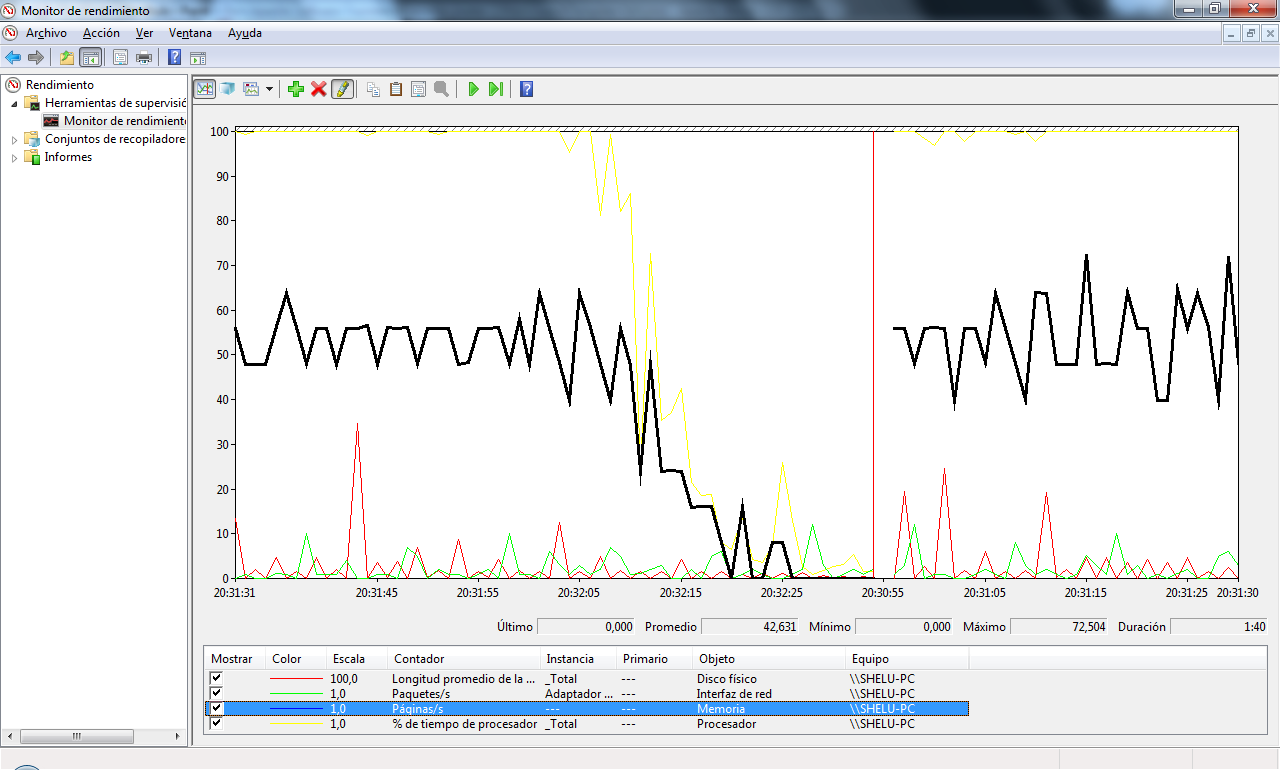 Monitor de rendimiento
Archivo Acción Ver Ventana Ayuda
Rendimiento
Herramientas de supervisió
Monitor de rendimient
Conjuntos de recopiladore
Informes
100
90
80
70
60
50
40
30
20
10
0
20:31:31 20:31:45 20:31:55 20:32:05 20:32:15 20:32:25 20:30:55 20:31:05 20:31:15 20:31:25 20:31:30
Último 0,000 Promedio 42,631 Mínimo 0,000 Máximo 72,504 Duración 1:40
Mostrar Color Escala Contador Instancia Primario Objeto Equipo
100,0 Longitud promedio de la ... _Total --- Disco físico \\SHELU-PC
1,0 Paquetes/s Adaptador ... --- Interfaz de red \\SHELU-PC
1,0 Páginas/s --- --- Memoria \\SHELU-PC
1,0 % de tiempo de procesador _Total --- Procesador \\SHELU-PC